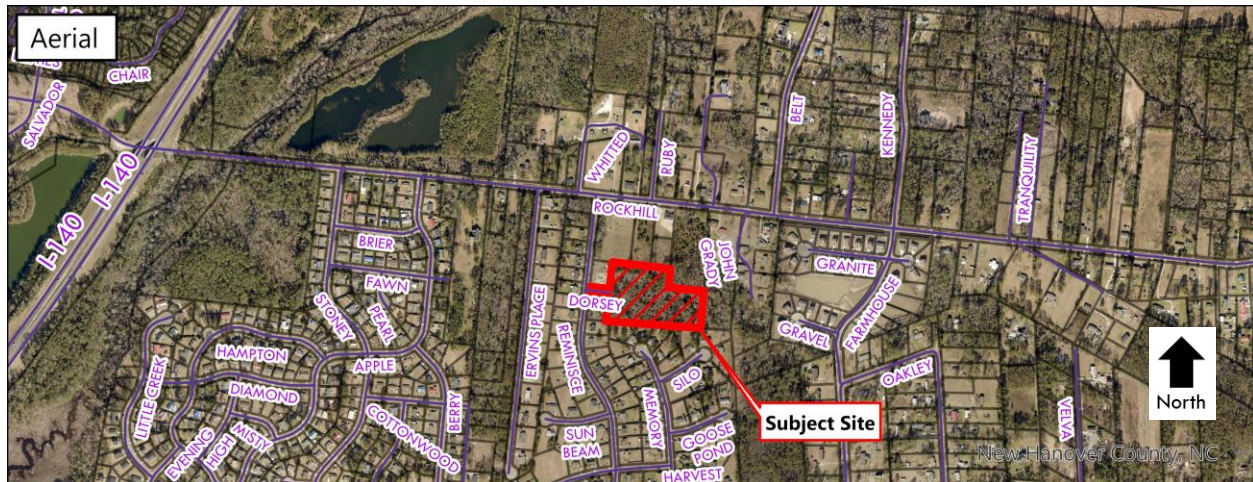 Aerial
CHAIR
SALVADOR
I-140
I-140
WHITTED
RUBY
BELT
KENNEDY
TRANQUILITY
ROCKHILL
BRIER
FAWN
STONEY
PEARL
APPLE
HAMPTON
DIAMOND
LITTLE CREEK
EVENING
HIGH
MISTY
COTTONWOOD
BERRY
ERVINS PLACE
REMINISCE
DORSEY
JOHN
GRADY
GRANITE
GRAVEL
FARMHOUSE
OAKLEY
SILO
MEMORY
SUN
BEAM
GOOSE
POND
HARVEST
VELVA
Subject Site
North
New Hanover County, NC